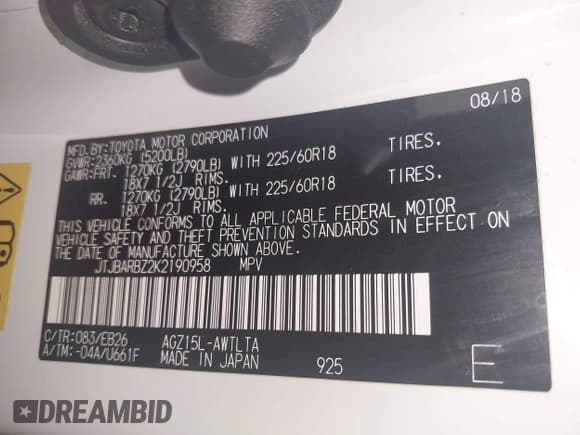 08/18
MFD.BY:TOYOTA MOTOR CORPORATION
GVWR:2360KG (5200LB)
GAWR:FRT. 1270KG (2790LB) WITH 225/60R18 TIRES.
18X7 1/2J RIMS.
RR. 1270KG (2790LB) WITH 225/60R18 TIRES.
18X7 1/2J RIMS.
THIS VEHICLE CONFORMS TO ALL APPLICABLE FEDERAL MOTOR
VEHICLE SAFETY AND THEFT PREVENTION STANDARDS IN EFFECT ON
THE DATE OF MANUFACTURE SHOWN ABOVE.
JTJBARBZ2K2190958 MPV
C/TR:083/EB26 AGZ15L-AWTLTA
A/TM:-04A/U661F MADE IN JAPAN 925 E
DREAMBID